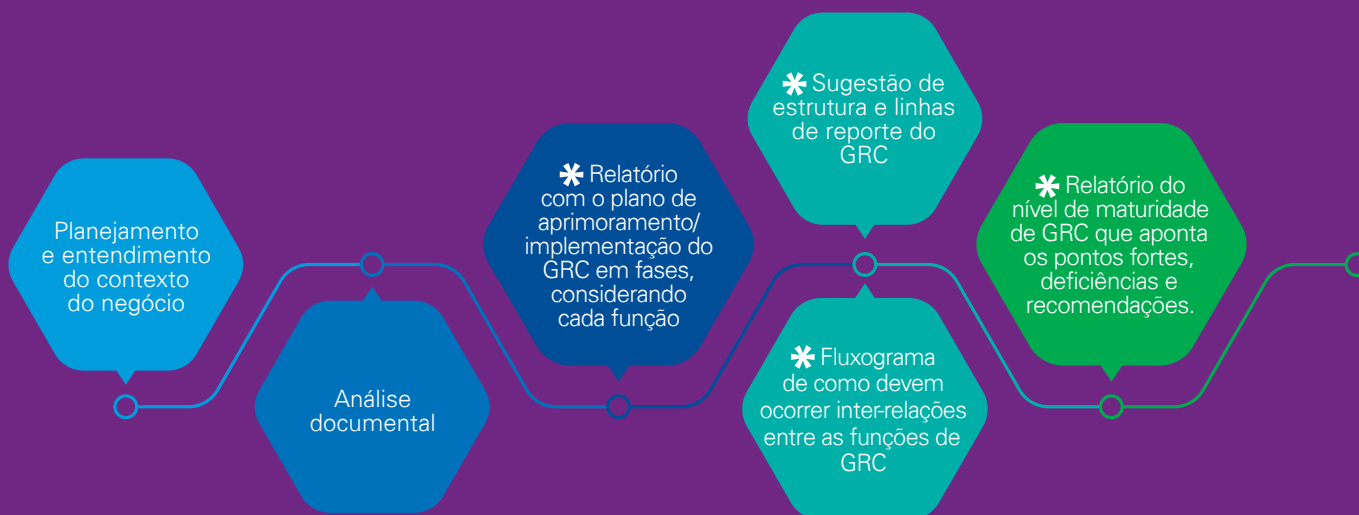 Planejamento
e entendimento
do contexto
do negócio
Análise
documental
* Relatório
com o plano de
aprimoramento/
implementação do
GRC em fases,
considerando
cada função
* Sugestão de
estrutura e linhas
de reporte do
GRC
* Fluxograma
de como devem
ocorrer inter-relações
entre as funções de
GRC
* Relatório do
nível de maturidade
de GRC que aponta
os pontos fortes,
deficiências e
recomendações.